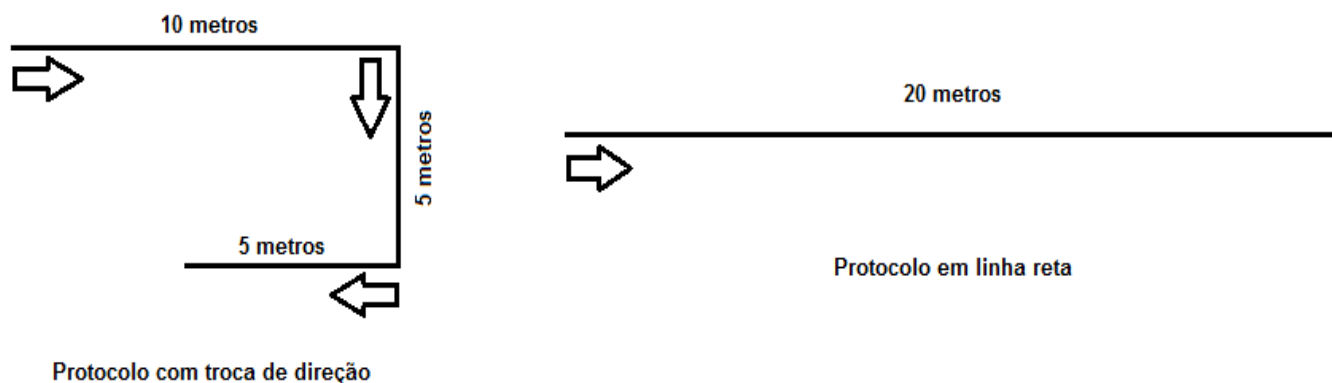 10 metros
5 metros
5 metros
Protocolo com troca de direção
20 metros
Protocolo em linha reta